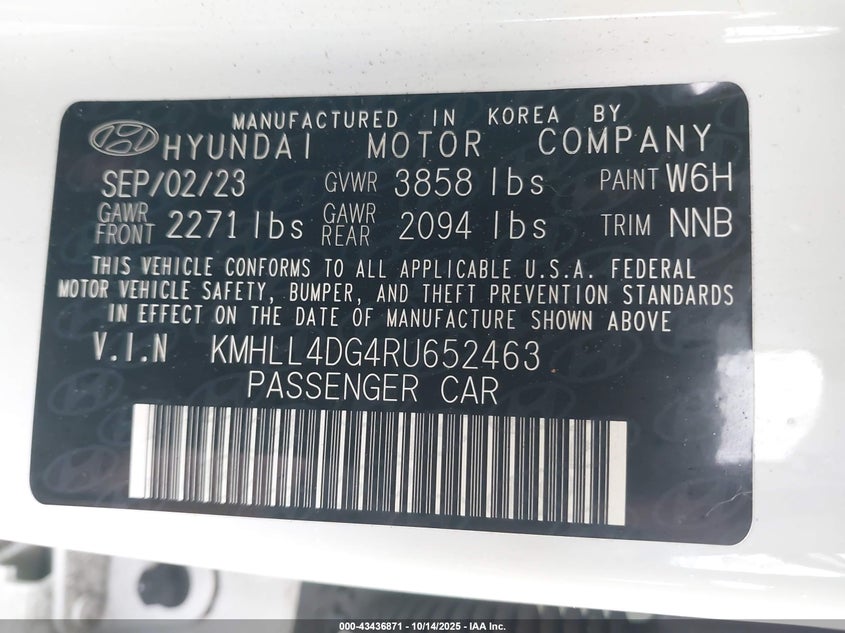 MANUFACTURED IN KOREA BY
HYUNDAI MOTOR COMPANY
SEP/02/23 GVWR 3858 lbs PAINT W6H
GAWR FRONT 2271 lbs GAWR REAR 2094 lbs TRIM NNB
THIS VEHICLE CONFORMS TO ALL APPLICABLE U.S.A. FEDERAL
MOTOR VEHICLE SAFETY, BUMPER, AND THEFT PREVENTION STANDARDS
IN EFFECT ON THE DATE OF MANUFACTURE SHOWN ABOVE
V.I.N KMHLL4DG4RU652463
PASSENGER CAR
000-43436871 | 10/14/2025 | IAA Inc.